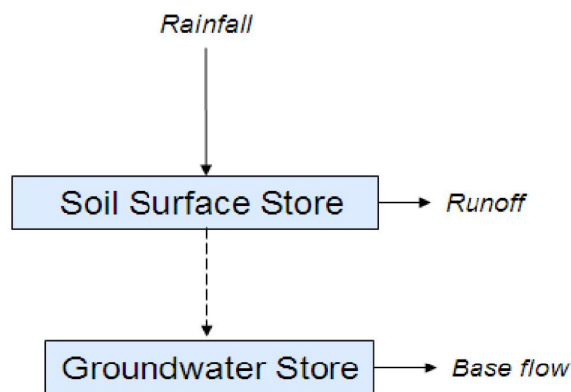 Rainfall
Soil Surface Store
Runoff
Groundwater Store
Base flow